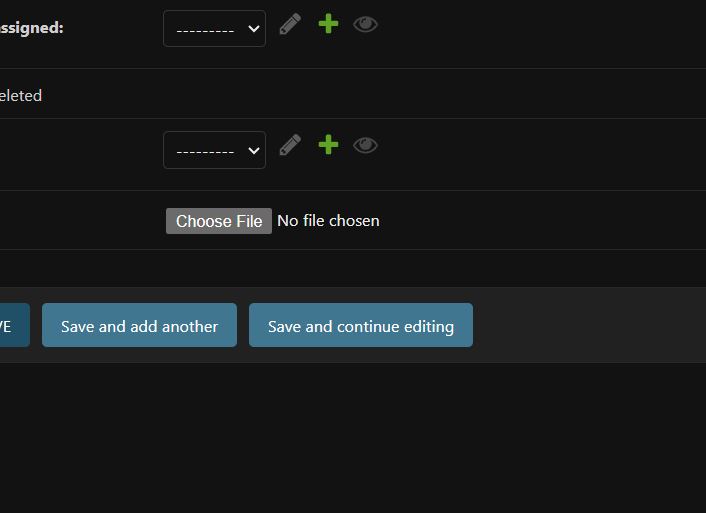 ssigned: ---------
eleted
---------
Choose File No file chosen
VE Save and add another Save and continue editing